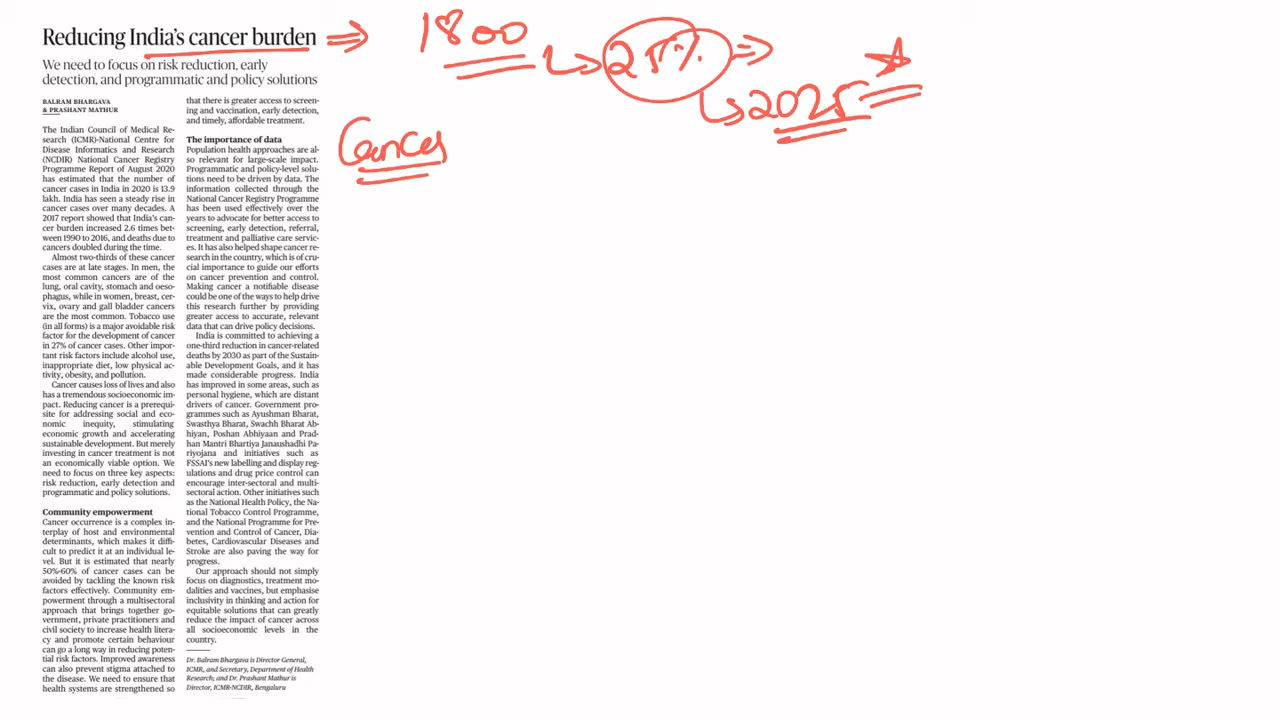 Reducing India's cancer burden
We need to focus on risk reduction, early
detection, and programmatic and policy solutions
BALRAM BHARGAVA
& PRASHANT MATHUR
The Indian Council of Medical Re-
search (ICMR)-National Centre for
Disease Informatics and Research
(NCDIR) National Cancer Registry
Programme Report of August 2020
has estimated that the number of
cancer cases in India in 2020 is 13.9
lakh. India has seen a steady rise in
cancer cases over many decades. A
2017 report showed that India's can-
cer burden increased 2.6 times bet-
ween 1990 to 2016, and deaths due to
cancers doubled during the time.
Almost two-thirds of these cancer
cases are at late stages. In men, the
most common cancers are of the
lung, oral cavity, stomach and oeso-
phagus, while in women, breast, cer-
vix, ovary and gall bladder cancers
are the most common. Tobacco use
(in all forms) is a major avoidable risk
factor for the development of cancer
in 27% of cancer cases. Other impor-
tant risk factors include alcohol use,
inappropriate diet, low physical ac-
tivity, obesity, and pollution.
Cancer causes loss of lives and also
has a tremendous socioeconomic im-
pact. Reducing cancer is a prerequi-
site for addressing social and eco-
nomic inequity, stimulating
economic growth and accelerating
sustainable development. But merely
investing in cancer treatment is not
an economically viable option. We
need to focus on three key aspects:
risk reduction, early detection and
programmatic and policy solutions.
Community empowerment
Cancer occurrence is a complex in-
terplay of host and environmental
determinants, which makes it diffi-
cult to predict it at an individual le-
vel. But it is estimated that nearly
50%-60% of cancer cases can be
avoided by tackling the known risk
factors effectively. Community em-
powerment through a multisectoral
approach that brings together go-
vernment, private practitioners and
civil society to increase health litera-
cy and promote certain behaviour
can go a long way in reducing poten-
tial risk factors. Improved awareness
can also prevent stigma attached to
the disease. We need to ensure that
health systems are strengthened so
that there is greater access to screen-
ing and vaccination, early detection,
and timely, affordable treatment.
The importance of data
Population health approaches are al-
so relevant for large-scale impact.
Programmatic and policy-level solu-
tions need to be driven by data. The
information collected through the
National Cancer Registry Programme
has been used effectively over the
years to advocate for better access to
screening, early detection, referral,
treatment and palliative care servic-
es. It has also helped shape cancer re-
search in the country, which is of cru-
cial importance to guide our efforts
on cancer prevention and control.
Making cancer a notifiable disease
could be one of the ways to help drive
this research further by providing
greater access to accurate, relevant
data that can drive policy decisions.
India is committed to achieving a
one-third reduction in cancer-related
deaths by 2030 as part of the Sustain-
able Development Goals, and it has
made considerable progress. India
has improved in some areas, such as
personal hygiene, which are distant
drivers of cancer. Government pro-
grammes such as Ayushman Bharat,
Swasthya Bharat, Swachh Bharat Ab-
hiyan, Poshan Abhiyaan and Prad-
han Mantri Bhartiya Janaushadhi Pa-
riyojana and initiatives such as
FSSAI's new labelling and display reg-
ulations and drug price control can
encourage inter-sectoral and multi-
sectoral action. Other initiatives such
as the National Health Policy, the Na-
tional Tobacco Control Programme,
and the National Programme for Pre-
vention and Control of Cancer, Dia-
betes, Cardiovascular Diseases and
Stroke are also paving the way for
progress.
Our approach should not simply
focus on diagnostics, treatment mo-
dalities and vaccines, but emphasise
inclusivity in thinking and action for
equitable solutions that can greatly
reduce the impact of cancer across
all socioeconomic levels in the
country.
Dr. Balram Bhargava is Director General,
ICMR, and Secretary, Department of Health
Research; and Dr. Prashant Mathur is
Director, ICMR-NCDIR, Bengaluru
1800
25%
2025
Cancer